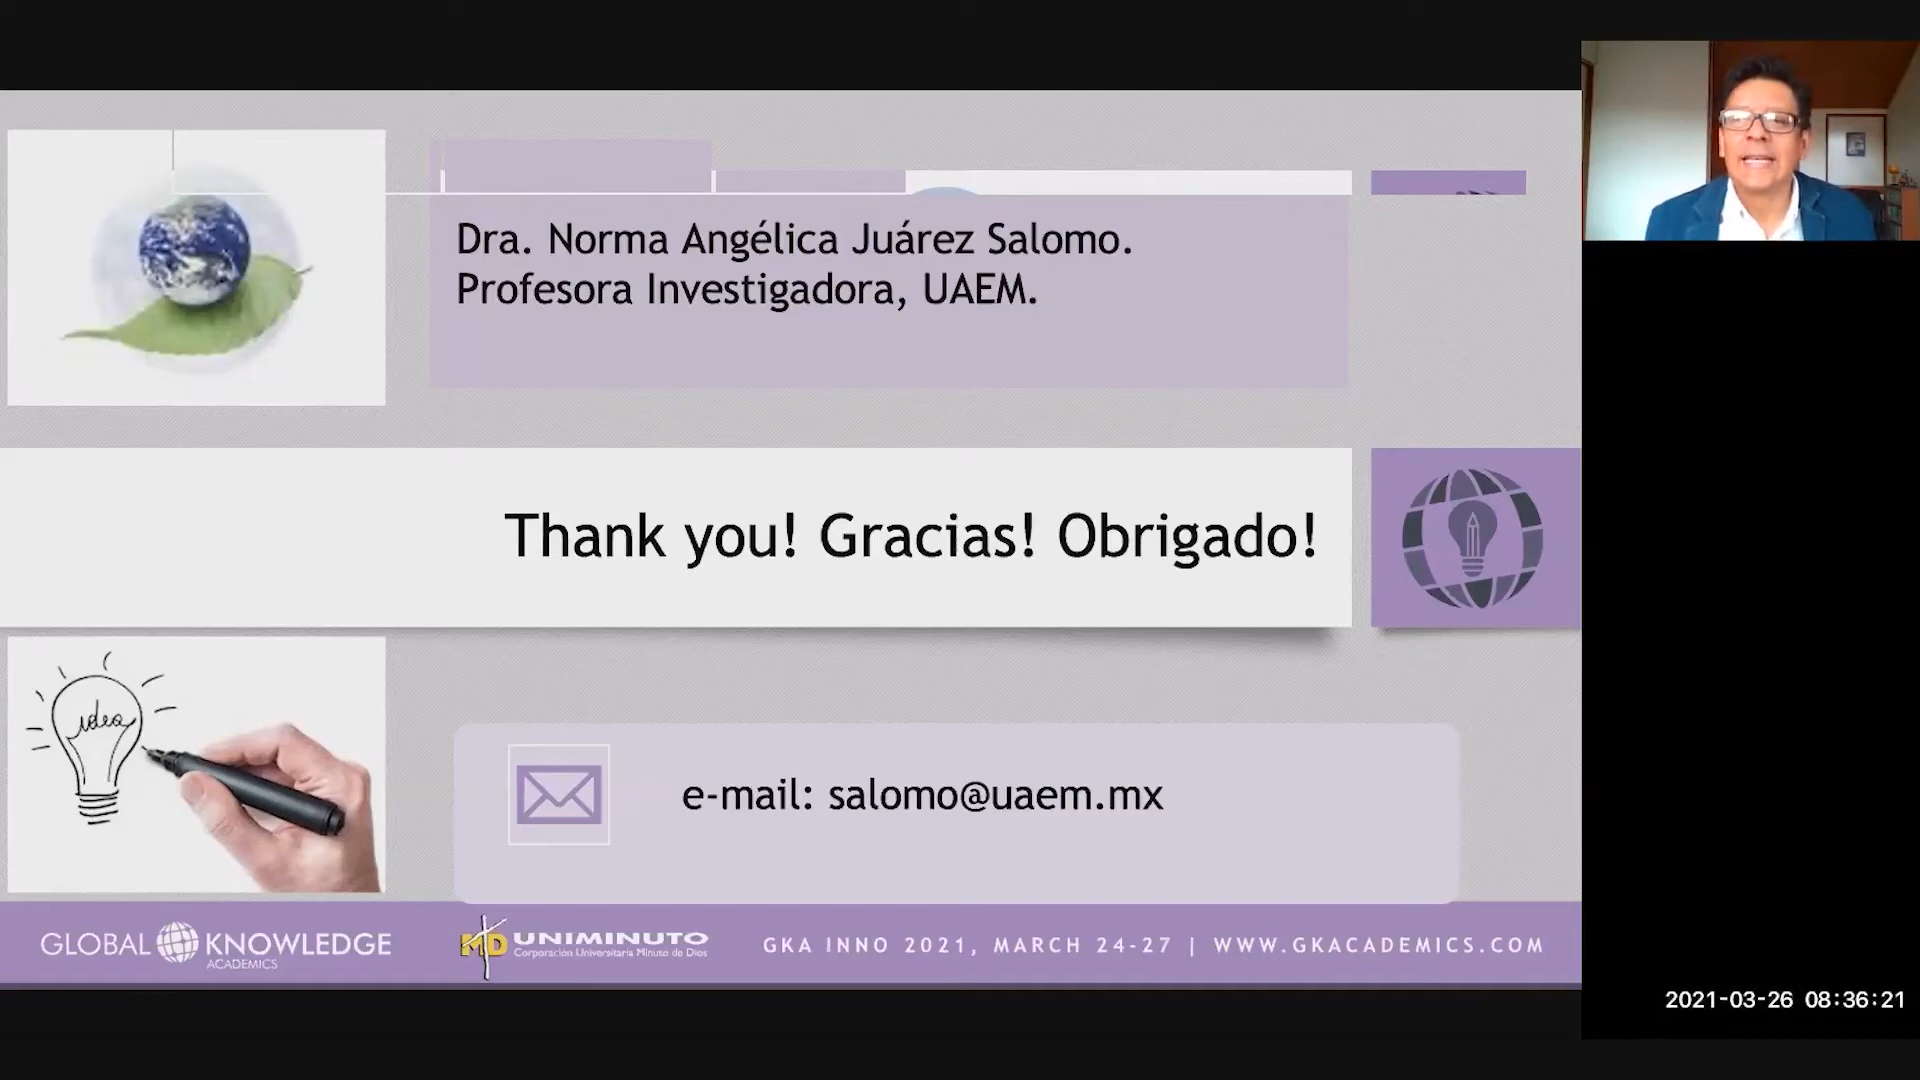 Dra. Norma Angélica Juárez Salomo.
Profesora Investigadora, UAEM.
Thank you! Gracias! Obrigado!
idea
e-mail: salomo@uaem.mx
GLOBAL KNOWLEDGE
ACADEMICS
MD UNIMINUTO
Corporación Universitaria Minuto de Dios
GKA INNO 2021, MARCH 24-27 | WWW.GKACADEMICS.COM
2021-03-26 08:36:21